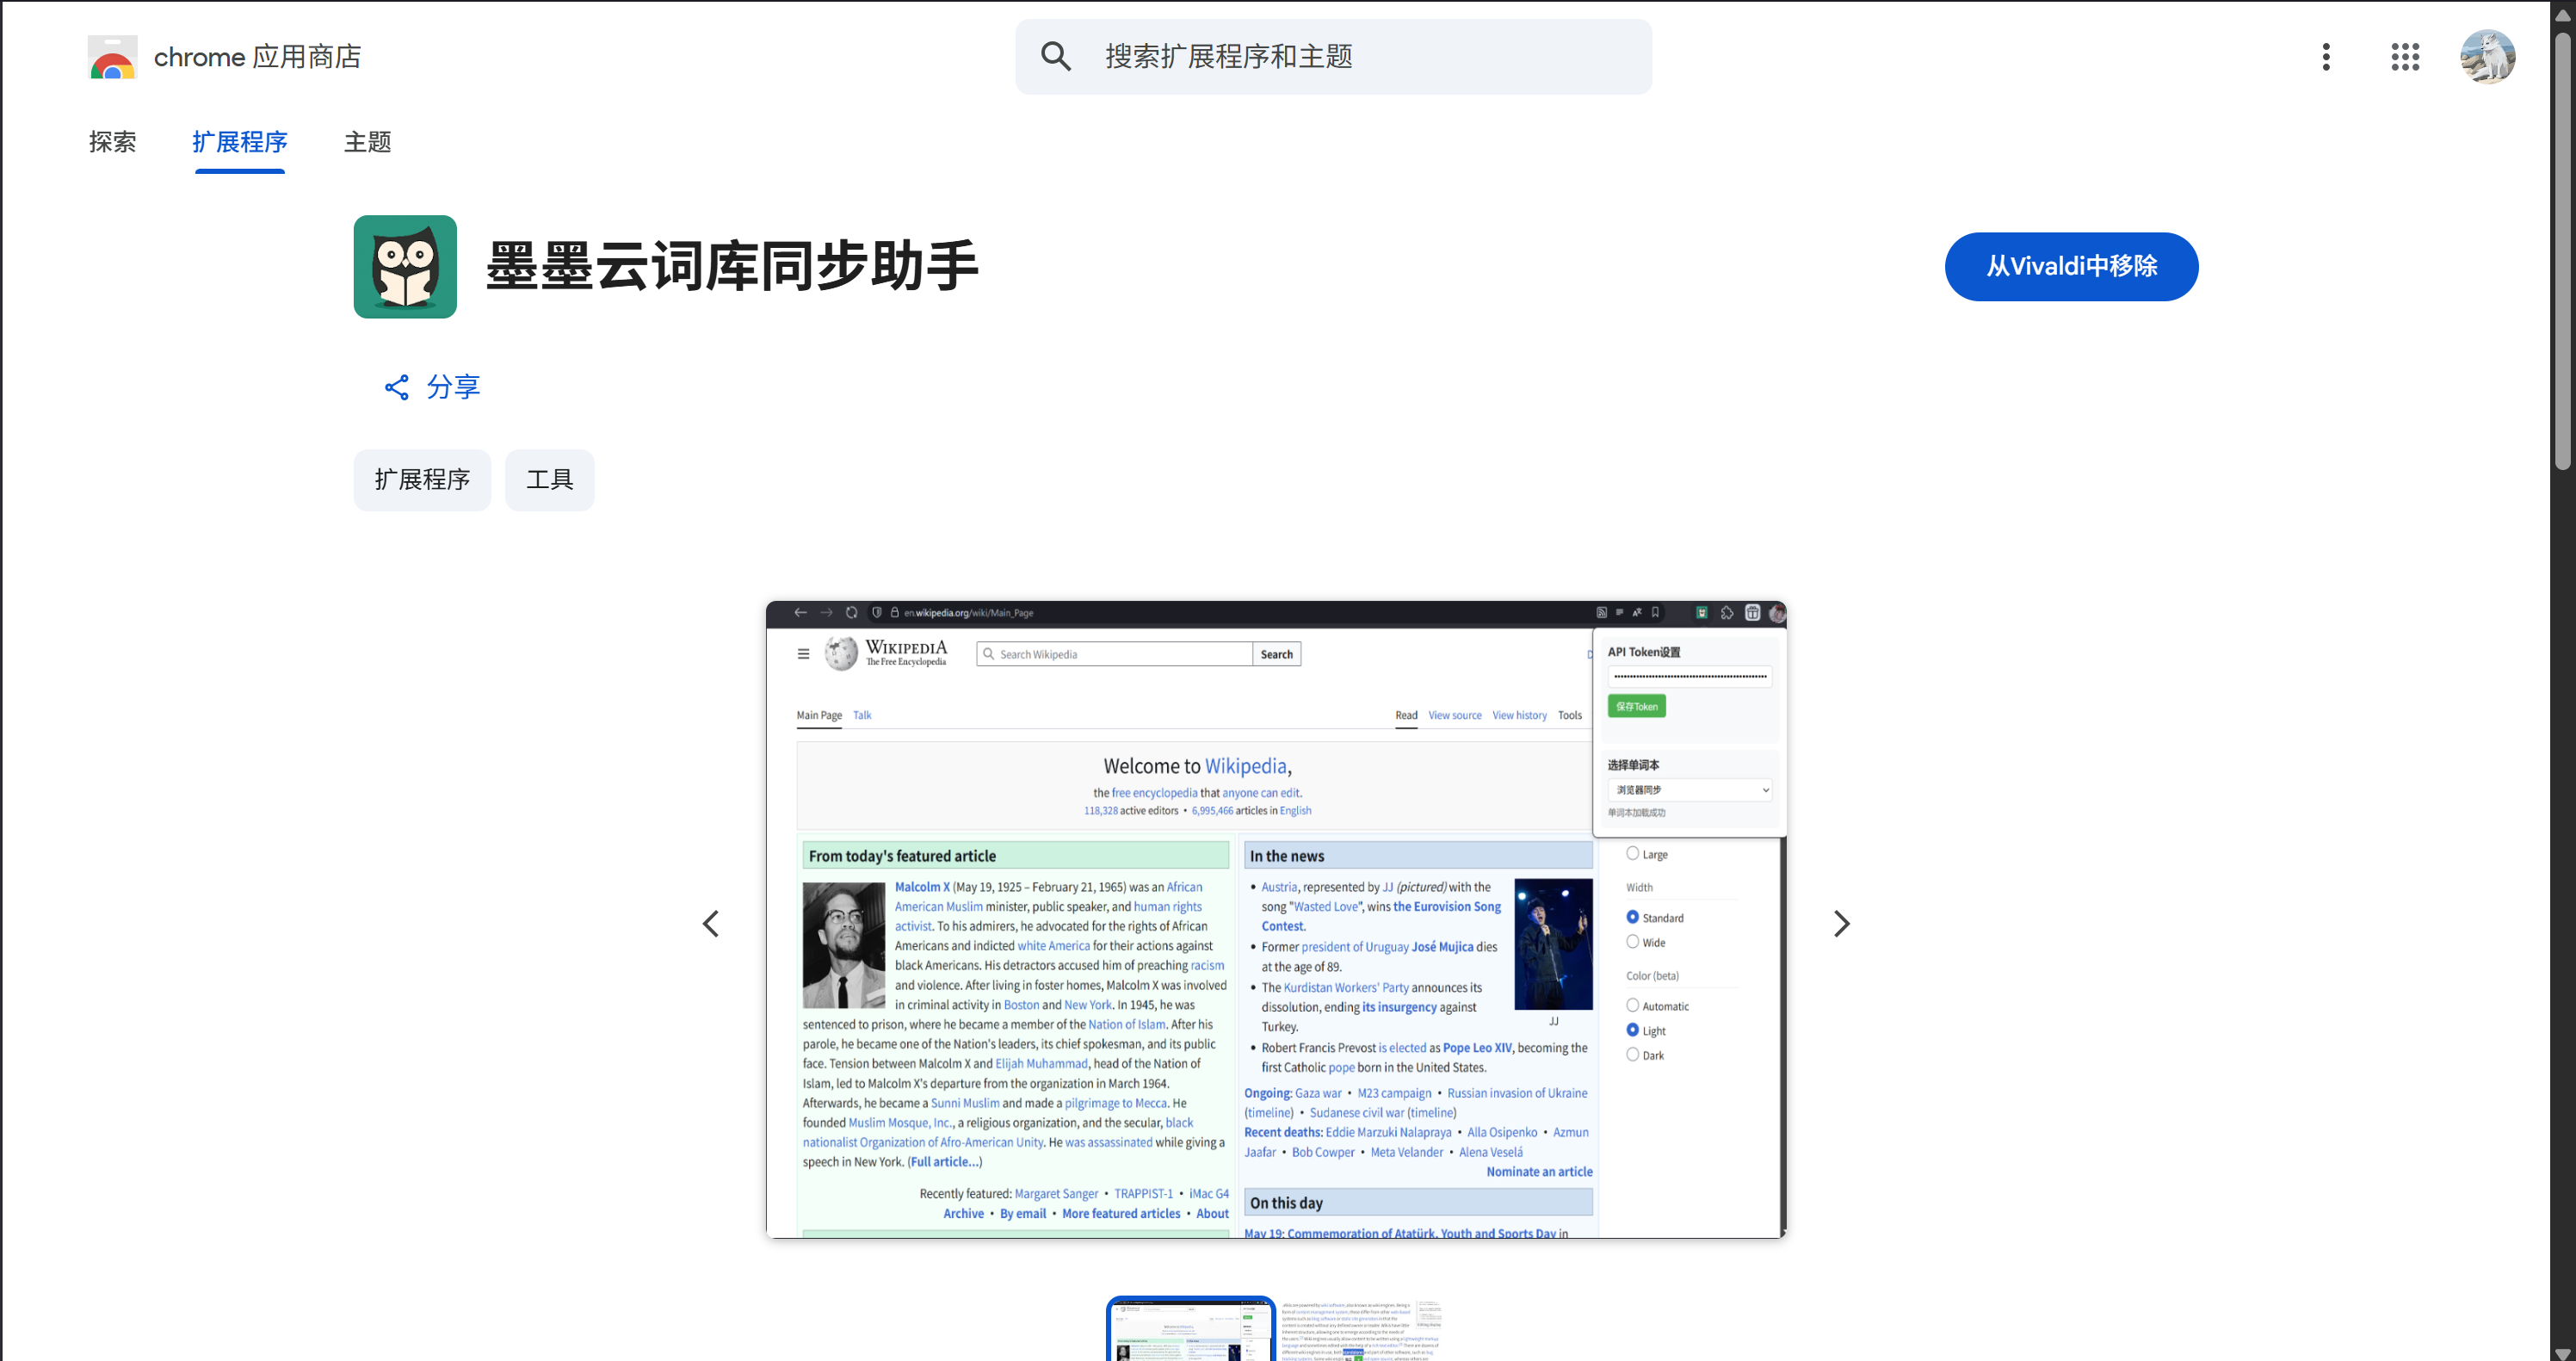 chrome 应用商店
搜索扩展程序和主题
探索
扩展程序
主题
墨墨云词库同步助手
从Vivaldi中移除
分享
扩展程序
工具
en.wikipedia.org/wiki/Main_Page
WIKIPEDIA
The Free Encyclopedia
Search Wikipedia
Search
API Token设置
保存Token
选择单词本
浏览器同步
单词本加载成功
Main Page
Talk
Read
View source
View history
Tools
Welcome to Wikipedia,
the free encyclopedia that anyone can edit.
118,328 active editors • 6,995,466 articles in English
From today's featured article
Malcolm X (May 19, 1925 – February 21, 1965) was an African
American Muslim minister, public speaker, and human rights
activist. To his admirers, he advocated for the rights of African
Americans and indicted white America for their actions against
black Americans. His detractors accused him of preaching racism
and violence. After living in foster homes, Malcolm X was involved
in criminal activity in Boston and New York. In 1945, he was
sentenced to prison, where he became a member of the Nation of Islam. After his
parole, he became one of the Nation's leaders, its chief spokesman, and its public
face. Tension between Malcolm X and Elijah Muhammad, head of the Nation of
Islam, led to Malcolm X's departure from the organization in March 1964.
Afterwards, he became a Sunni Muslim and made a pilgrimage to Mecca. He
founded Muslim Mosque, Inc., a religious organization, and the secular, black
nationalist Organization of Afro-American Unity. He was assassinated while giving a
speech in New York. (Full article...)
Recently featured: Margaret Sanger • TRAPPIST-1 • iMac G4
Archive • By email • More featured articles • About
In the news
Austria, represented by JJ (pictured) with the
song "Wasted Love", wins the Eurovision Song
Contest.
Former president of Uruguay José Mujica dies
at the age of 89.
The Kurdistan Workers' Party announces its
dissolution, ending its insurgency against
Turkey.
JJ
Robert Francis Prevost is elected as Pope Leo XIV, becoming the
first Catholic pope born in the United States.
Ongoing: Gaza war • M23 campaign • Russian invasion of Ukraine
(timeline) • Sudanese civil war (timeline)
Recent deaths: Eddie Marzuki Nalapraya • Alla Osipenko • Azmun
Jaafar • Bob Cowper • Meta Velander • Alena Veselá
Nominate an article
On this day
May 19: Commemoration of Atatürk, Youth and Sports Day in
Large
Width
Standard
Wide
Color (beta)
Automatic
Light
Dark